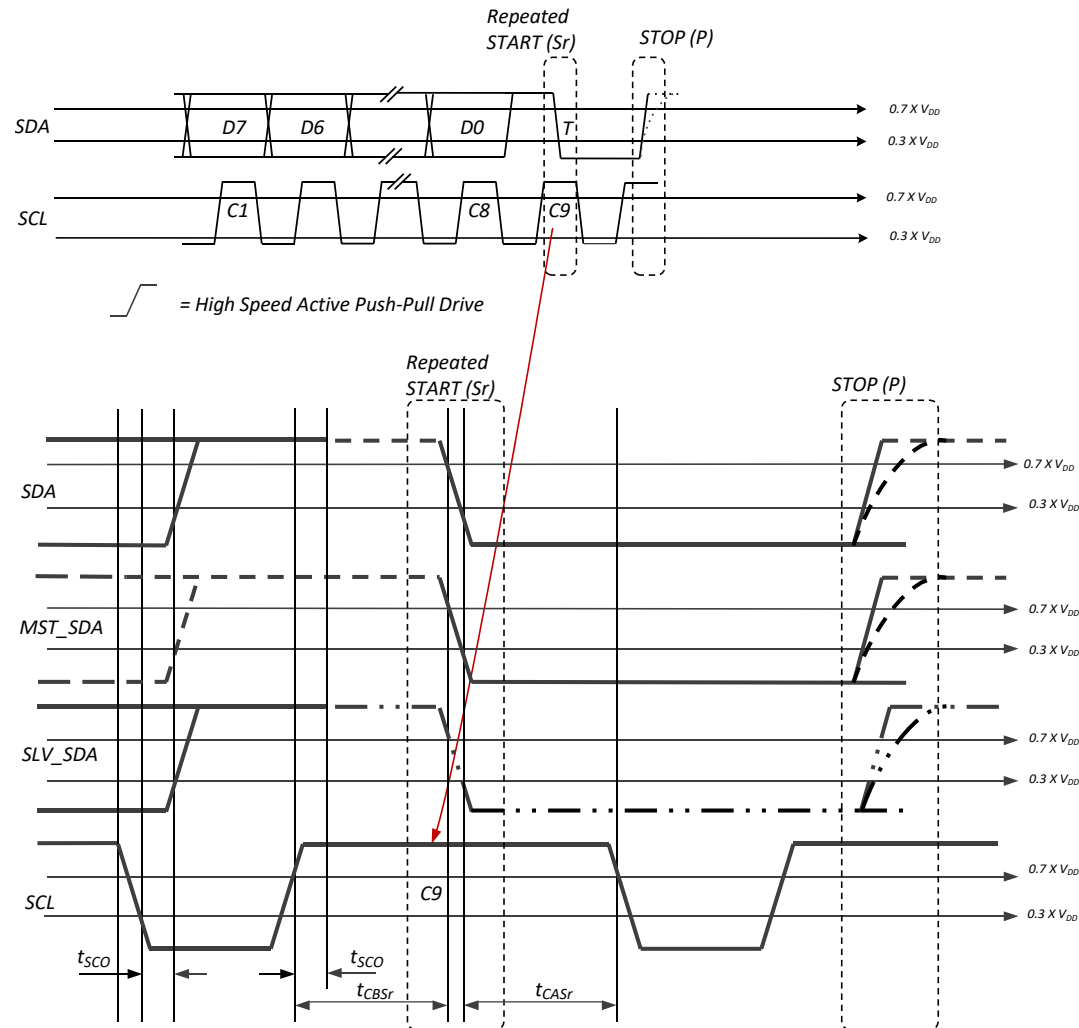 Repeated
START (Sr)
STOP (P)
SDA
D7
D6
D0
T
0.7 X VDD
0.3 X VDD
SCL
C1
C8
C9
0.7 X VDD
0.3 X VDD
= High Speed Active Push-Pull Drive
Repeated
START (Sr)
STOP (P)
SDA
0.7 X VDD
0.3 X VDD
MST_SDA
0.7 X VDD
0.3 X VDD
SLV_SDA
0.7 X VDD
0.3 X VDD
SCL
C9
0.7 X VDD
0.3 X VDD
tSCO
tSCO
tCBSr
tCASr